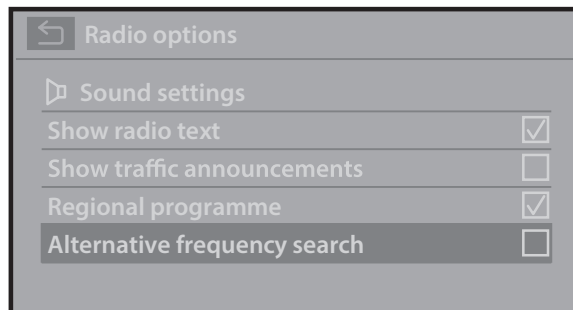 Radio options
Sound settings
Show radio text
Show traffic announcements
Regional programme
Alternative frequency search